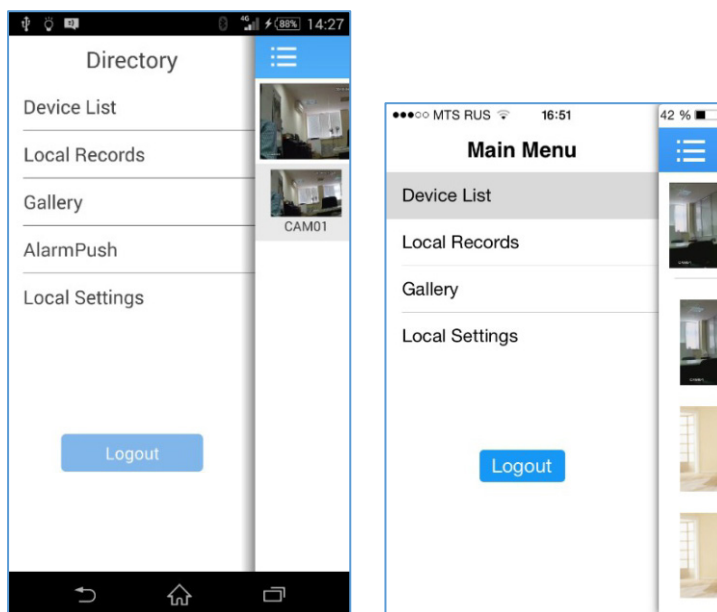 4G 88% 14:27
Directory
Device List
Local Records
Gallery
AlarmPush
Local Settings
CAM01
Logout
MTS RUS 16:51 42 %
Main Menu
Device List
Local Records
Gallery
Local Settings
Logout